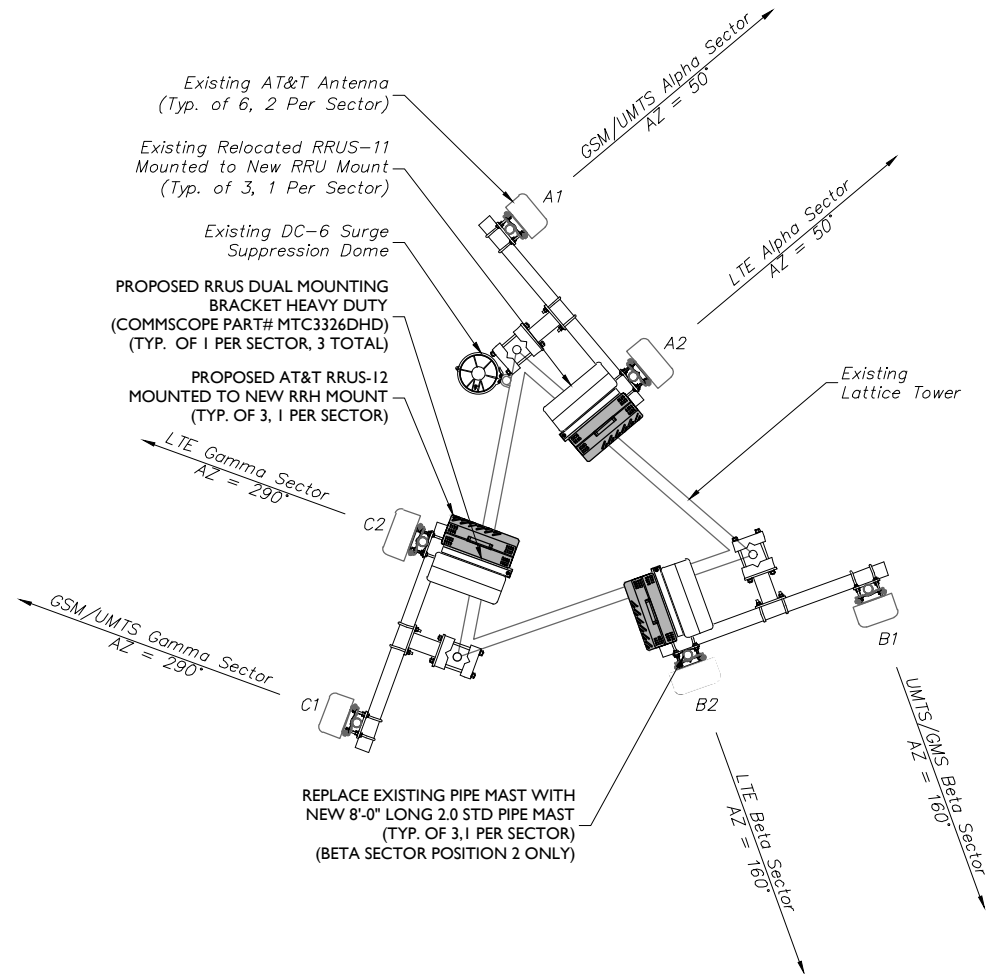 Existing AT&T Antenna
(Typ. of 6, 2 Per Sector)
Existing Relocated RRUS-11
Mounted to New RRU Mount
(Typ. of 3, 1 Per Sector)
Existing DC-6 Surge
Suppression Dome
PROPOSED RRUS DUAL MOUNTING
BRACKET HEAVY DUTY
(COMMSCOPE PART# MTC3326DHD)
(TYP. OF 1 PER SECTOR, 3 TOTAL)
PROPOSED AT&T RRUS-12
MOUNTED TO NEW RRH MOUNT
(TYP. OF 3, 1 PER SECTOR)
GSM/UMTS Alpha Sector
AZ = 50°
A1
LTE Alpha Sector
AZ = 50°
A2
Existing
Lattice Tower
LTE Gamma Sector
AZ = 290°
C2
GSM/UMTS Gamma Sector
AZ = 290°
C1
B1
B2
UMTS/GMS Beta Sector
AZ = 160°
LTE Beta Sector
AZ = 160°
REPLACE EXISTING PIPE MAST WITH
NEW 8'-0" LONG 2.0 STD PIPE MAST
(TYP. OF 3,1 PER SECTOR)
(BETA SECTOR POSITION 2 ONLY)